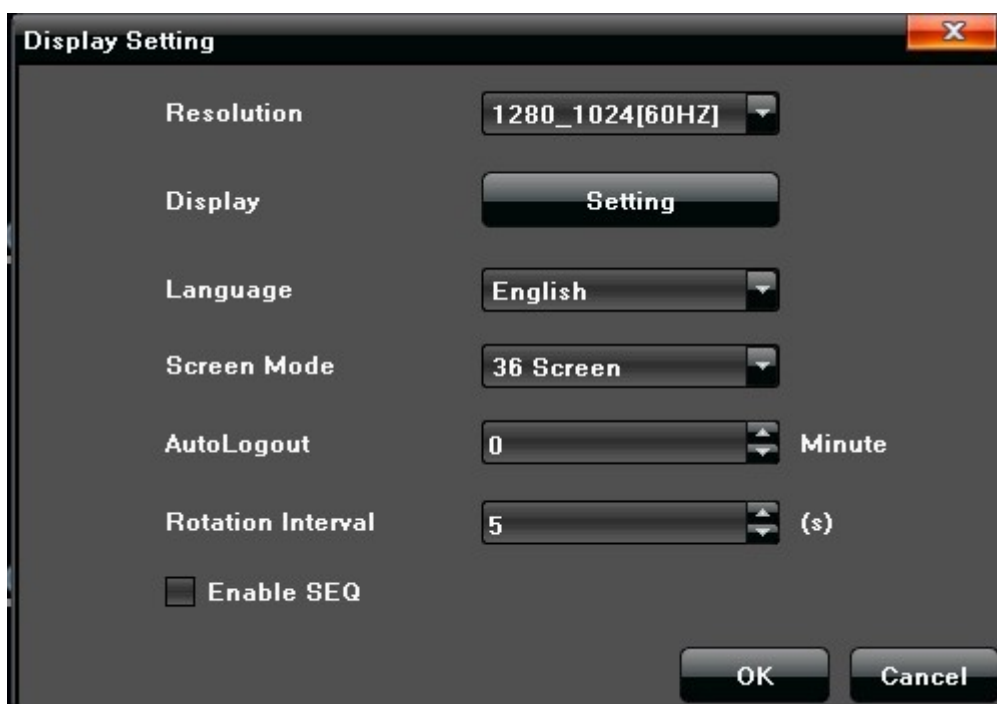 Display Setting
X
Resolution 1280_1024[60HZ]
Display Setting
Language English
Screen Mode 36 Screen
AutoLogout 0 Minute
Rotation Interval 5 (s)
Enable SEQ
OK Cancel